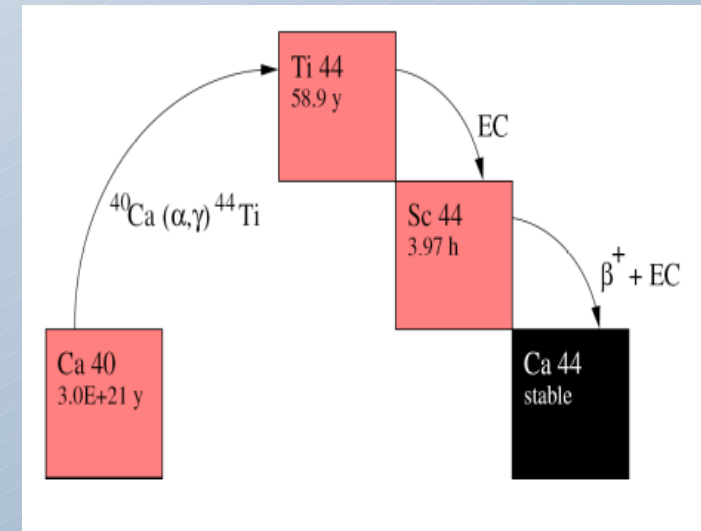 Ti 44
58.9 y
EC
⁴⁰Ca (α,γ) ⁴⁴Ti
Sc 44
3.97 h
β⁺ + EC
Ca 40
3.0E+21 y
Ca 44
stable